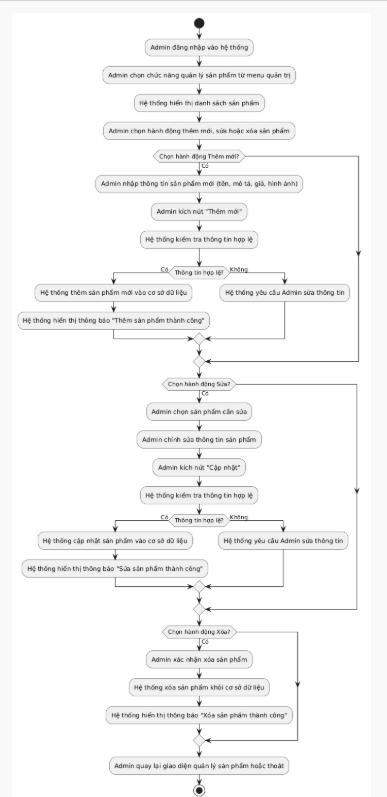 Admin đăng nhập vào hệ thống
Admin chọn chức năng quản lý sản phẩm từ menu quản trị
Hệ thống hiển thị danh sách sản phẩm
Admin chọn hành động thêm mới, sửa hoặc xóa sản phẩm
Chọn hành động Thêm mới?
Có
Admin nhập thông tin sản phẩm mới (tên, mô tả, giá, hình ảnh)
Admin kích nút "Thêm mới"
Hệ thống kiểm tra thông tin hợp lệ
Có Thông tin hợp lệ? Không
Hệ thống thêm sản phẩm mới vào cơ sở dữ liệu
Hệ thống yêu cầu Admin sửa thông tin
Hệ thống hiển thị thông báo "Thêm sản phẩm thành công"
Chọn hành động Sửa?
Có
Admin chọn sản phẩm cần sửa
Admin chỉnh sửa thông tin sản phẩm
Admin kích nút "Cập nhật"
Hệ thống kiểm tra thông tin hợp lệ
Có Thông tin hợp lệ? Không
Hệ thống cập nhật sản phẩm vào cơ sở dữ liệu
Hệ thống yêu cầu Admin sửa thông tin
Hệ thống hiển thị thông báo "Sửa sản phẩm thành công"
Chọn hành động Xóa?
Có
Admin xác nhận xóa sản phẩm
Hệ thống xóa sản phẩm khỏi cơ sở dữ liệu
Hệ thống hiển thị thông báo "Xóa sản phẩm thành công"
Admin quay lại giao diện quản lý sản phẩm hoặc thoát